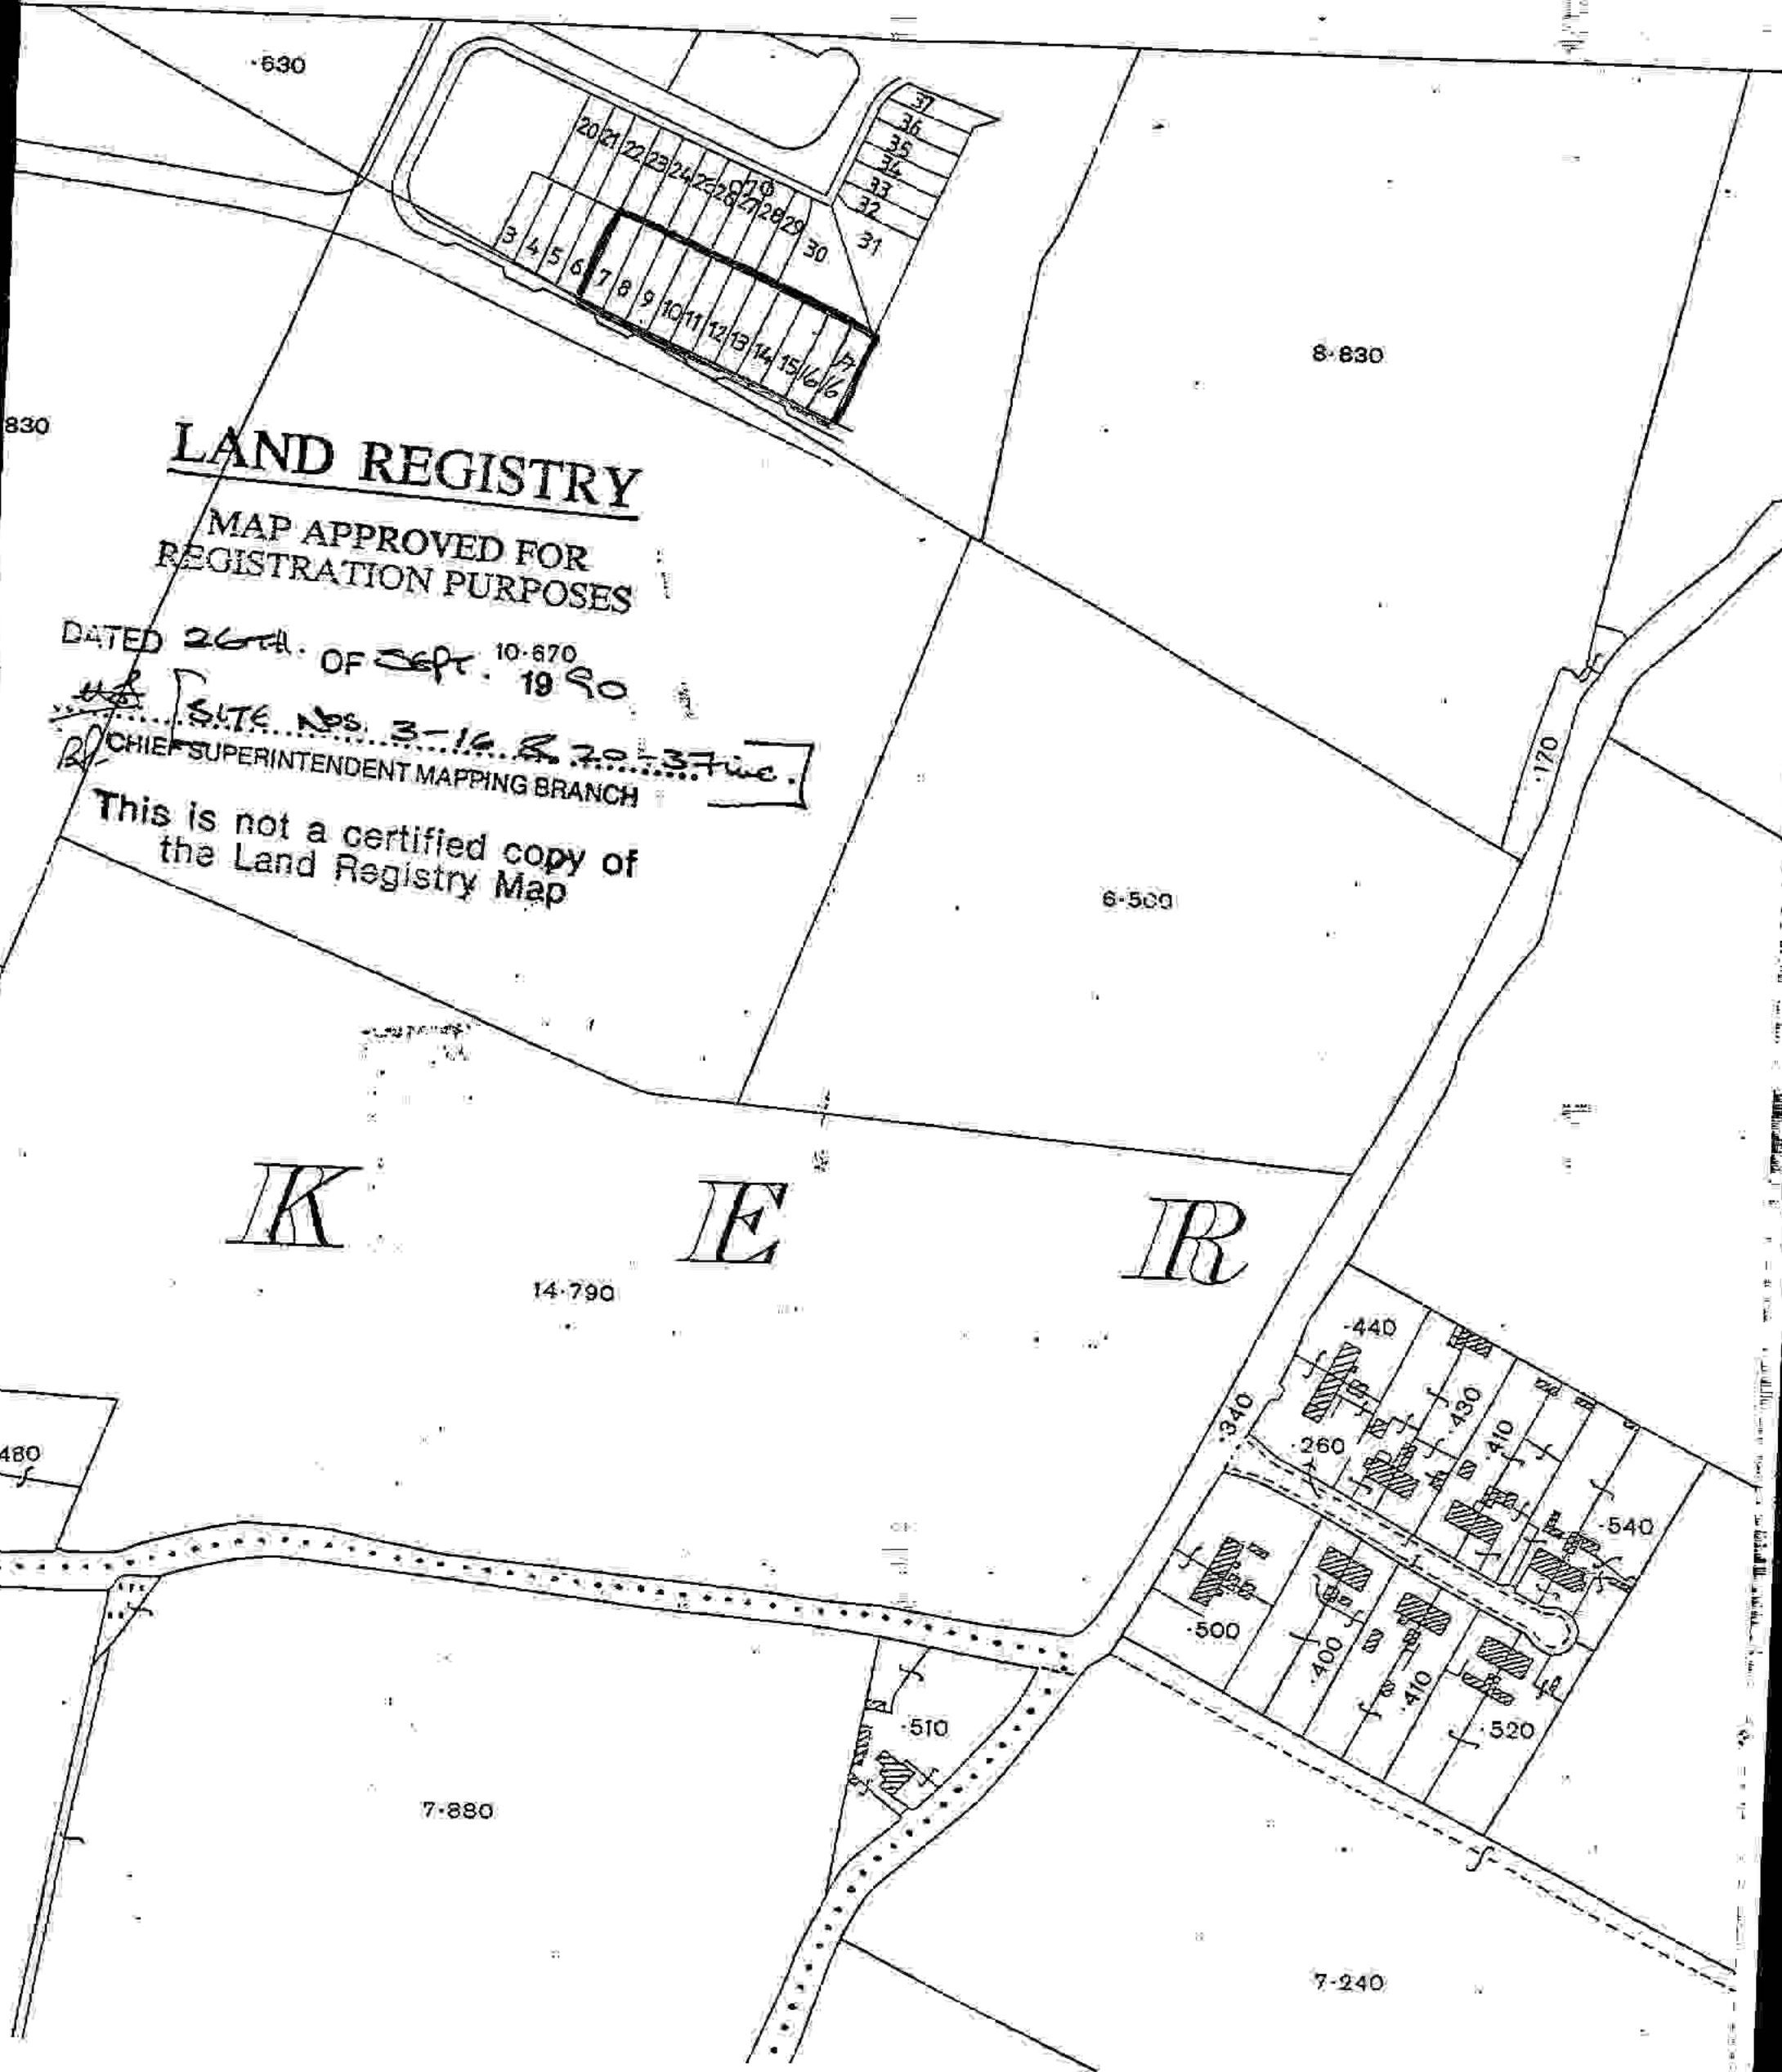 ·630
37
36
35
34
33
32
31
20 21 22 23 24 25 26 27 28 29
070
30
3 4 5 6 7 8 9 10 11 12 13 14 15 16 16A
8·830
830
LAND REGISTRY
MAP APPROVED FOR
REGISTRATION PURPOSES
DATED 26TH. OF SEPT. 1990
10·670
SITE NOS. 3-16 & 20-37 inc.
CHIEF SUPERINTENDENT MAPPING BRANCH
This is not a certified copy of
the Land Registry Map
·170
6·500
K E R
14·790
·440
·340
·430
·410
·260
480
·540
·500
·400
·410
·520
·510
7·880
7·240